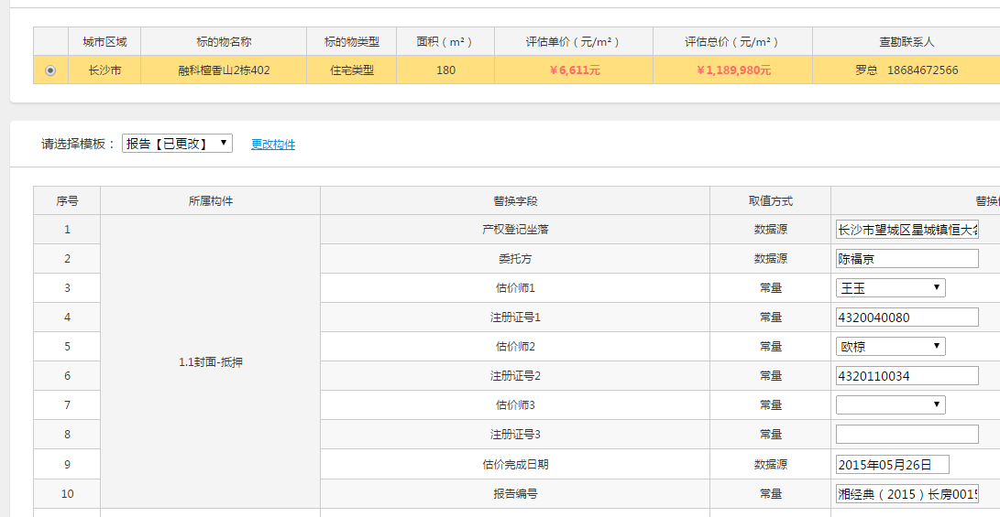 城市区域 标的物名称 标的物类型 面积（m²） 评估单价（元/m²） 评估总价（元/m²） 查勘联系人
长沙市 融科檀香山2栋402 住宅类型 180 ￥6,611元 ￥1,189,980元 罗总 18684672566
请选择模板： 报告【已更改】 更改构件
序号 所属构件 替换字段 取值方式 替换
1 产权登记坐落 数据源 长沙市望城区星城镇恒大
2 委托方 数据源 陈福京
3 估价师1 常量 王玉
4 注册证号1 常量 4320040080
5 估价师2 常量 欧椋
1.1封面-抵押
6 注册证号2 常量 4320110034
7 估价师3 常量
8 注册证号3 常量
9 估价完成日期 数据源 2015年05月26日
10 报告编号 常量 湘经典（2015）长房0015